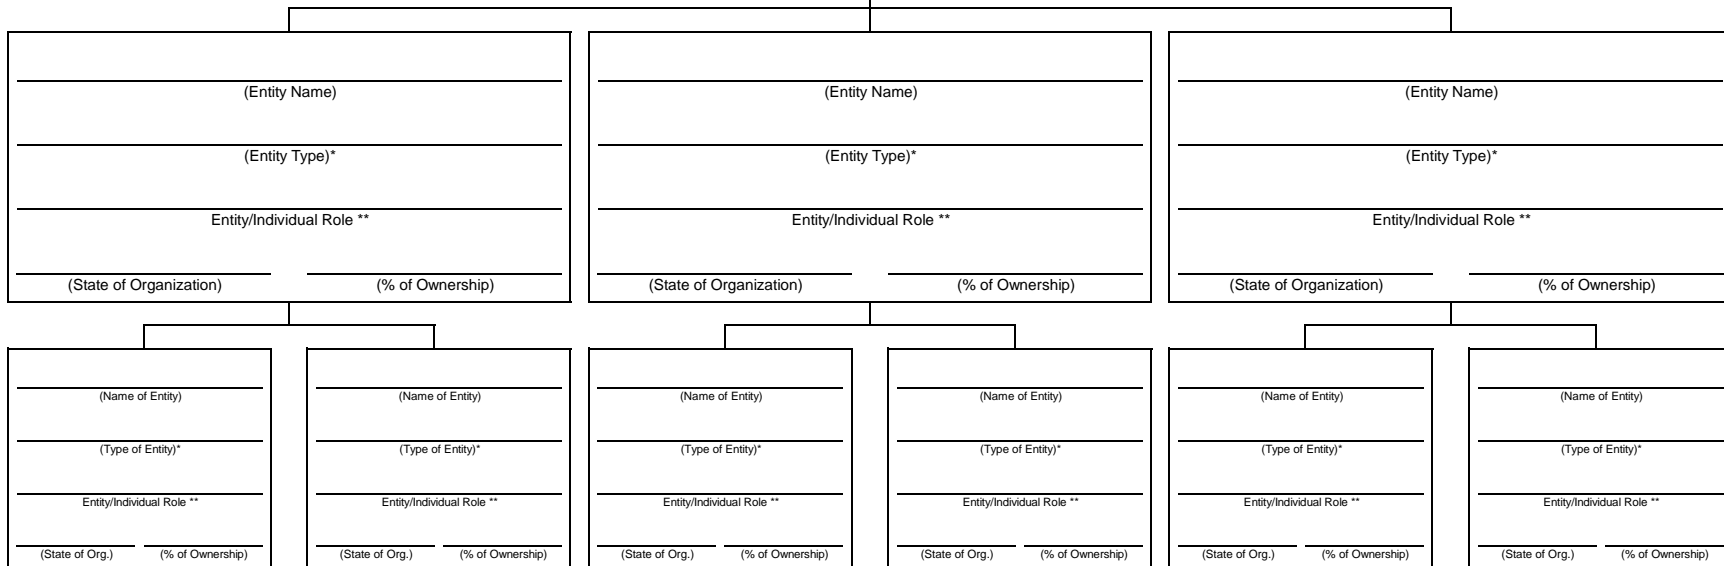 (Entity Name) (Entity Name) (Entity Name)
(Entity Type)* (Entity Type)* (Entity Type)*
Entity/Individual Role ** Entity/Individual Role ** Entity/Individual Role **
(State of Organization) (% of Ownership) (State of Organization) (% of Ownership) (State of Organization) (% of Ownership)
(Name of Entity) (Name of Entity) (Name of Entity) (Name of Entity) (Name of Entity) (Name of Entity)
(Type of Entity)* (Type of Entity)* (Type of Entity)* (Type of Entity)* (Type of Entity)* (Type of Entity)*
Entity/Individual Role ** Entity/Individual Role ** Entity/Individual Role ** Entity/Individual Role ** Entity/Individual Role ** Entity/Individual Role **
(State of Org.) (% of Ownership) (State of Org.) (% of Ownership) (State of Org.) (% of Ownership) (State of Org.) (% of Ownership) (State of Org.) (% of Ownership) (State of Org.) (% of Ownership)